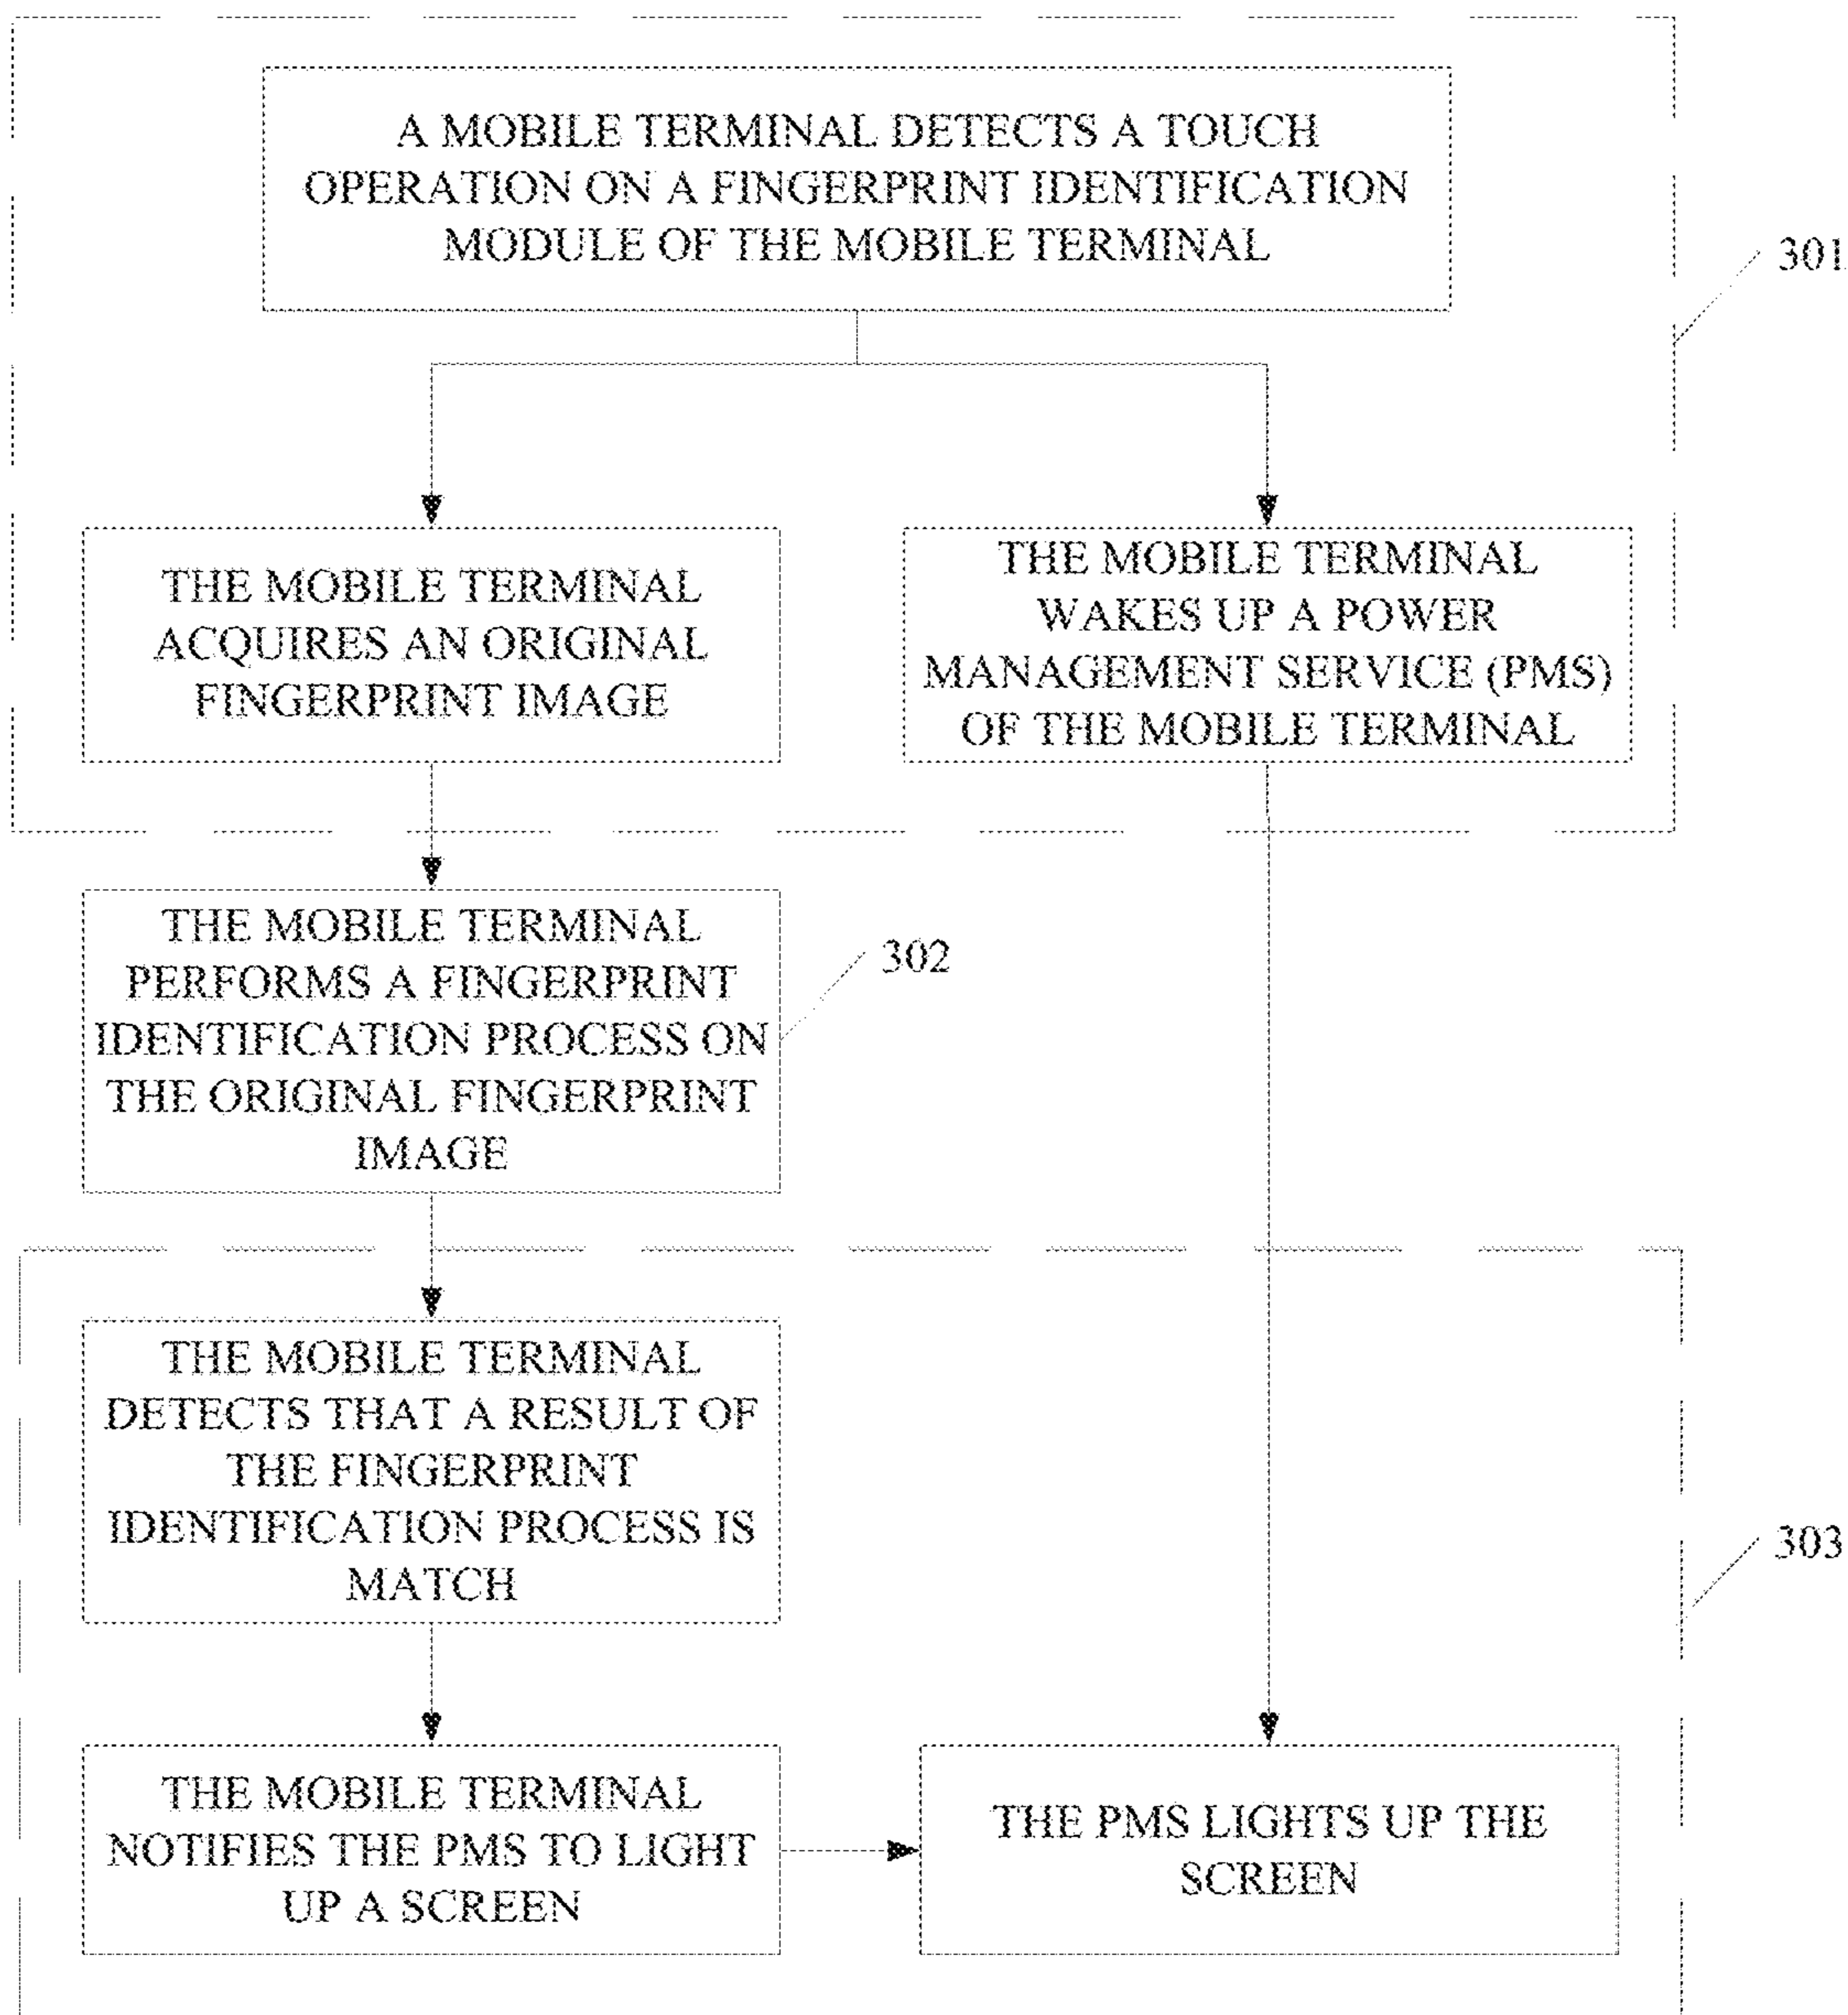 A MOBILE TERMINAL DETECTS A TOUCH
OPERATION ON A FINGERPRINT IDENTIFICATION
MODULE OF THE MOBILE TERMINAL
301
THE MOBILE TERMINAL
ACQUIRES AN ORIGINAL
FINGERPRINT IMAGE
THE MOBILE TERMINAL
WAKES UP A POWER
MANAGEMENT SERVICE (PMS)
OF THE MOBILE TERMINAL
THE MOBILE TERMINAL
PERFORMS A FINGERPRINT
IDENTIFICATION PROCESS ON
THE ORIGINAL FINGERPRINT
IMAGE
302
THE MOBILE TERMINAL
DETECTS THAT A RESULT OF
THE FINGERPRINT
IDENTIFICATION PROCESS IS
MATCH
303
THE MOBILE TERMINAL
NOTIFIES THE PMS TO LIGHT
UP A SCREEN
THE PMS LIGHTS UP THE
SCREEN